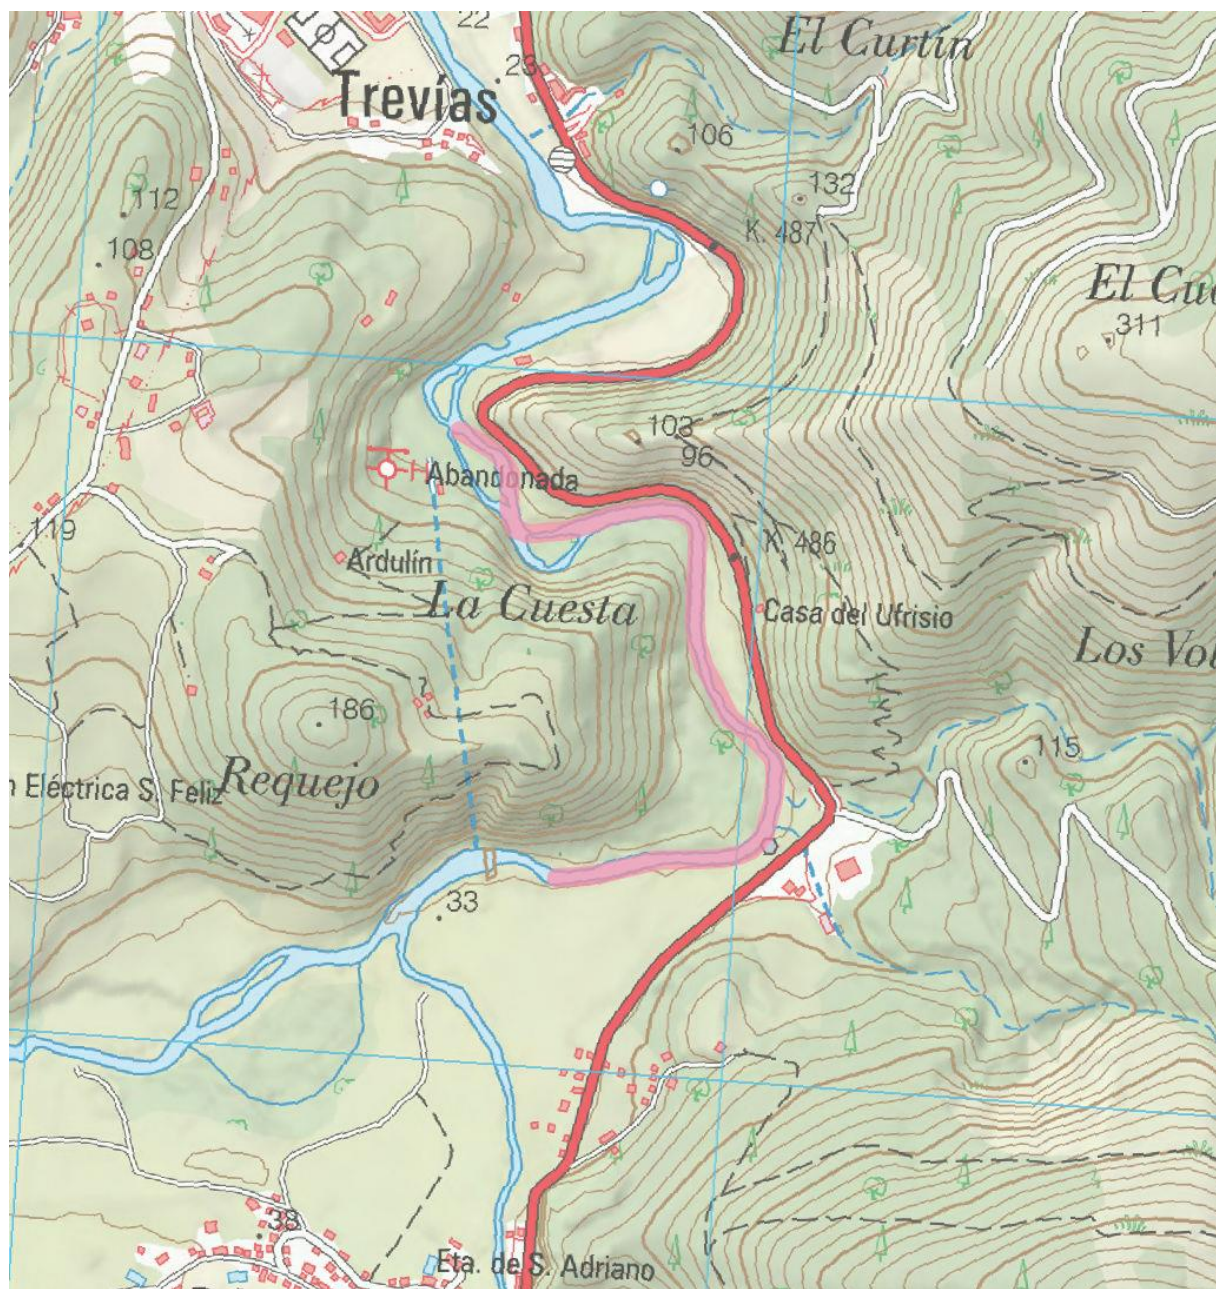 22
El Curtín
23
Trevías
106
132
112
K. 487
108
El Cu
311
103
96
Abandonada
119
K. 486
Ardulín
La Cuesta
Casa del Ufrisio
Los Vol
186
115
n Eléctrica S. Feliz
Requejo
33
38
Eta. de S. Adriano